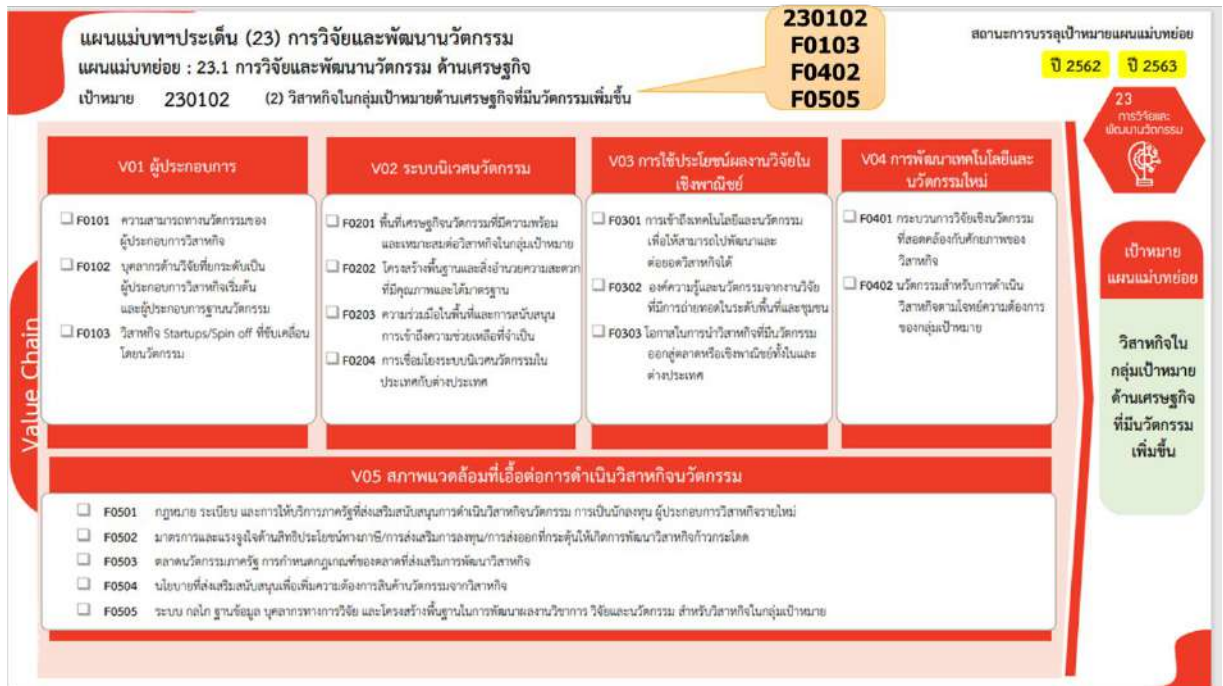 แผนแม่บทฯประเด็น (23) การวิจัยและพัฒนานวัตกรรม
แผนแม่บทย่อย : 23.1 การวิจัยและพัฒนานวัตกรรม ด้านเศรษฐกิจ
เป้าหมาย 230102 (2) วิสาหกิจในกลุ่มเป้าหมายด้านเศรษฐกิจที่มีนวัตกรรมเพิ่มขึ้น
230102
F0103
F0402
F0505
สถานะการบรรลุเป้าหมายแผนแม่บทย่อย
ปี 2562 ปี 2563
23
การวิจัยและ
พัฒนานวัตกรรม
Value Chain
V01 ผู้ประกอบการ
F0101 ความสามารถทางนวัตกรรมของ
ผู้ประกอบการวิสาหกิจ
F0102 บุคลากรด้านวิจัยที่ยกระดับเป็น
ผู้ประกอบการวิสาหกิจเริ่มต้น
และผู้ประกอบการฐานนวัตกรรม
F0103 วิสาหกิจ Startups/Spin off ที่ขับเคลื่อน
โดยนวัตกรรม
V02 ระบบนิเวศนวัตกรรม
F0201 พื้นที่เศรษฐกิจนวัตกรรมที่มีความพร้อม
และเหมาะสมต่อวิสาหกิจในกลุ่มเป้าหมาย
F0202 โครงสร้างพื้นฐานและสิ่งอำนวยความสะดวก
ที่มีคุณภาพและได้มาตรฐาน
F0203 ความร่วมมือในพื้นที่และการสนับสนุน
การเข้าถึงความช่วยเหลือที่จำเป็น
F0204 การเชื่อมโยงระบบนิเวศนวัตกรรมใน
ประเทศกับต่างประเทศ
V03 การใช้ประโยชน์ผลงานวิจัยใน
เชิงพาณิชย์
F0301 การเข้าถึงเทคโนโลยีและนวัตกรรม
เพื่อให้สามารถไปพัฒนาและ
ต่อยอดวิสาหกิจได้
F0302 องค์ความรู้และนวัตกรรมจากงานวิจัย
ที่มีการถ่ายทอดในระดับพื้นที่และชุมชน
F0303 โอกาสในการนำวิสาหกิจที่มีนวัตกรรม
ออกสู่ตลาดหรือเชิงพาณิชย์ทั้งในและ
ต่างประเทศ
V04 การพัฒนาเทคโนโลยีและ
นวัตกรรมใหม่
F0401 กระบวนการวิจัยเชิงนวัตกรรม
ที่สอดคล้องกับศักยภาพของ
วิสาหกิจ
F0402 นวัตกรรมสำหรับการดำเนิน
วิสาหกิจตามโจทย์ความต้องการ
ของกลุ่มเป้าหมาย
เป้าหมาย
แผนแม่บทย่อย
วิสาหกิจใน
กลุ่มเป้าหมาย
ด้านเศรษฐกิจ
ที่มีนวัตกรรม
เพิ่มขึ้น
V05 สภาพแวดล้อมที่เอื้อต่อการดำเนินวิสาหกิจนวัตกรรม
F0501 กฎหมาย ระเบียบ และการให้บริการภาครัฐที่ส่งเสริมสนับสนุนการดำเนินวิสาหกิจนวัตกรรม การเป็นนักลงทุน ผู้ประกอบการวิสาหกิจรายใหม่
F0502 มาตรการและแรงจูงใจด้านสิทธิประโยชน์ทางภาษี/การส่งเสริมการลงทุน/การส่งออกที่กระตุ้นให้เกิดการพัฒนาวิสาหกิจก้าวกระโดด
F0503 ตลาดนวัตกรรมภาครัฐ การกำหนดกฎเกณฑ์ของตลาดที่ส่งเสริมการพัฒนาวิสาหกิจ
F0504 นโยบายที่ส่งเสริมสนับสนุนเพื่อเพิ่มความต้องการสินค้านวัตกรรมจากวิสาหกิจ
F0505 ระบบ กลไก ฐานข้อมูล บุคลากรทางการวิจัย และโครงสร้างพื้นฐานในการพัฒนาผลงานวิชาการ วิจัยและนวัตกรรม สำหรับวิสาหกิจในกลุ่มเป้าหมาย